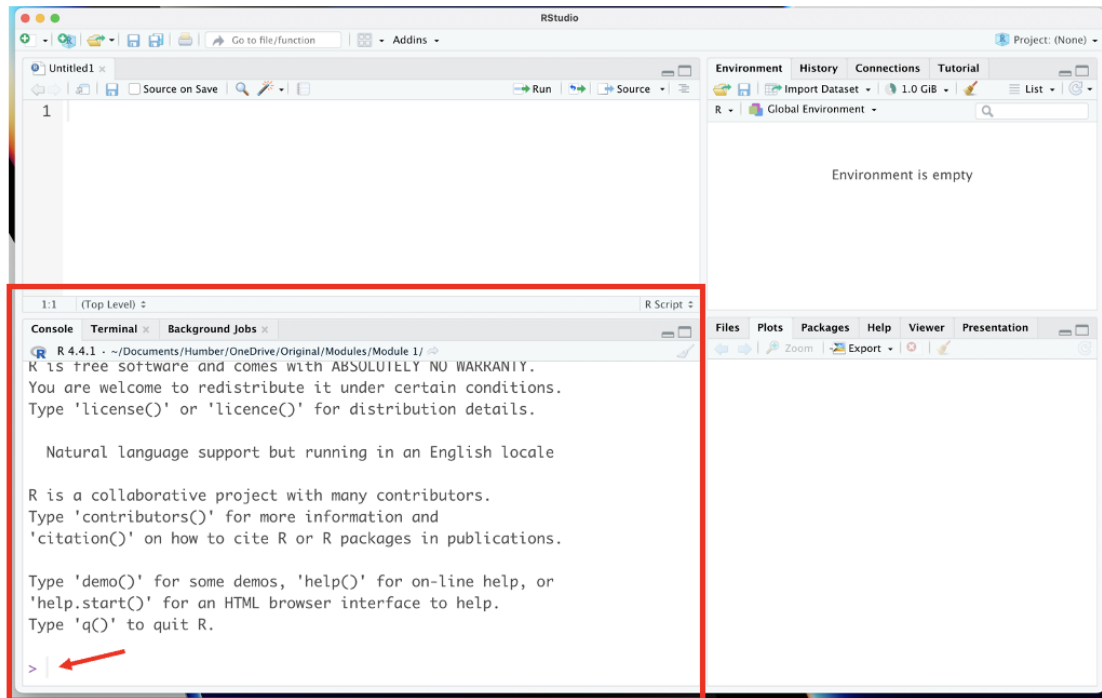 RStudio
Go to file/function
Addins
Project: (None)
Untitled1
Source on Save
Run
Source
1
1:1 (Top Level)
R Script
Console Terminal Background Jobs
R 4.4.1 · ~/Documents/Humber/OneDrive/Original/Modules/Module 1/
R is free software and comes with ABSOLUTELY NO WARRANTY.
You are welcome to redistribute it under certain conditions.
Type 'license()' or 'licence()' for distribution details.
Natural language support but running in an English locale
R is a collaborative project with many contributors.
Type 'contributors()' for more information and
'citation()' on how to cite R or R packages in publications.
Type 'demo()' for some demos, 'help()' for on-line help, or
'help.start()' for an HTML browser interface to help.
Type 'q()' to quit R.
>
Environment History Connections Tutorial
Import Dataset 1.0 GiB List
R Global Environment
Environment is empty
Files Plots Packages Help Viewer Presentation
Zoom Export